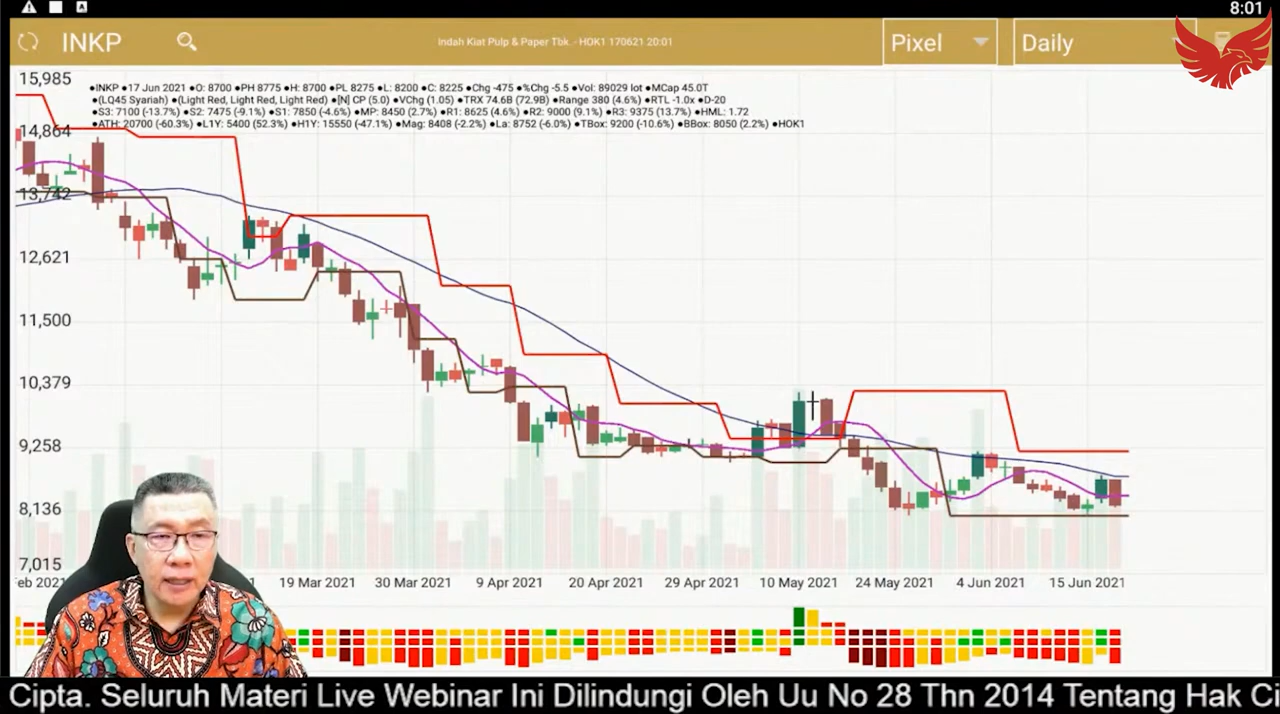 8:01
INKP
Indah Kiat Pulp & Paper Tbk. - HOK1 170621 20:01
Pixel
Daily
15,985
●INKP ●17 Jun 2021 ●O: 8700 ●PH 8775 ●H: 8700 ●PL 8275 ●L: 8200 ●C: 8225 ●Chg -475 ●%Chg -5.5 ●Vol: 89029 lot ●MCap 45.0T
●(LQ45 Syariah) ●(Light Red, Light Red, Light Red) ●[N] CP (5.0) ●VChg (1.05) ●TRX 74.6B (72.9B) ●Range 380 (4.6%) ●RTL -1.0x ●D-20
●S3: 7100 (-13.7%) ●S2: 7475 (-9.1%) ●S1: 7850 (-4.6%) ●MP: 8450 (2.7%) ●R1: 8625 (4.6%) ●R2: 9000 (9.1%) ●R3: 9375 (13.7%) ●HML: 1.72
●ATH: 20700 (-60.3%) ●L1Y: 5400 (52.3%) ●H1Y: 15550 (-47.1%) ●Mag: 8408 (-2.2%) ●La: 8752 (-6.0%) ●TBox: 9200 (-10.6%) ●BBox: 8050 (2.2%) ●HOK1
14,864
13,742
12,621
11,500
10,379
9,258
8,136
7,015
eb 2021
19 Mar 2021 30 Mar 2021 9 Apr 2021 20 Apr 2021 29 Apr 2021 10 May 2021 24 May 2021 4 Jun 2021 15 Jun 2021
Cipta. Seluruh Materi Live Webinar Ini Dilindungi Oleh Uu No 28 Thn 2014 Tentang Hak Ci